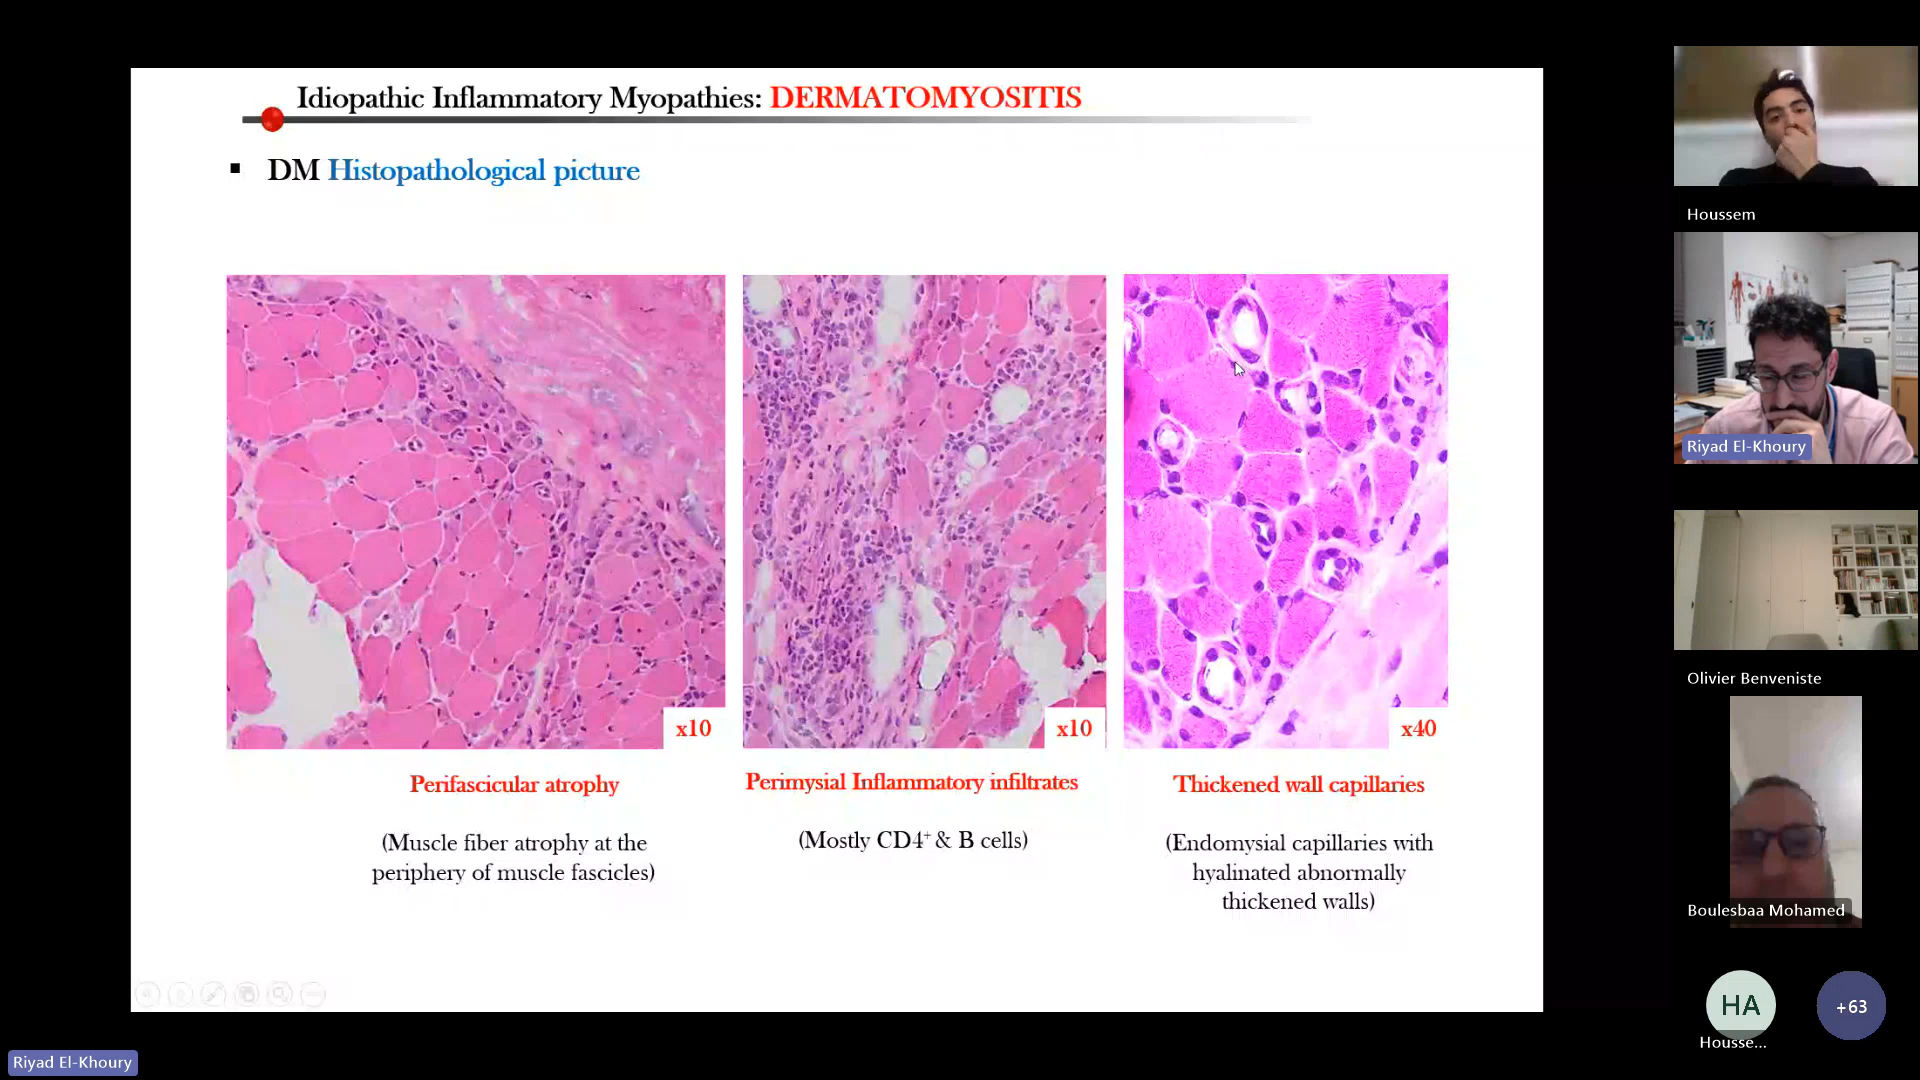 Idiopathic Inflammatory Myopathies: DERMATOMYOSITIS
▪ DM Histopathological picture
x10
x10
x40
Perifascicular atrophy
(Muscle fiber atrophy at the
periphery of muscle fascicles)
Perimysial Inflammatory infiltrates
(Mostly CD4⁺ & B cells)
Thickened wall capillaries
(Endomysial capillaries with
hyalinated abnormally
thickened walls)
Houssem
Riyad El-Khoury
Olivier Benveniste
Boulesbaa Mohamed
HA
Housse...
+63
Riyad El-Khoury